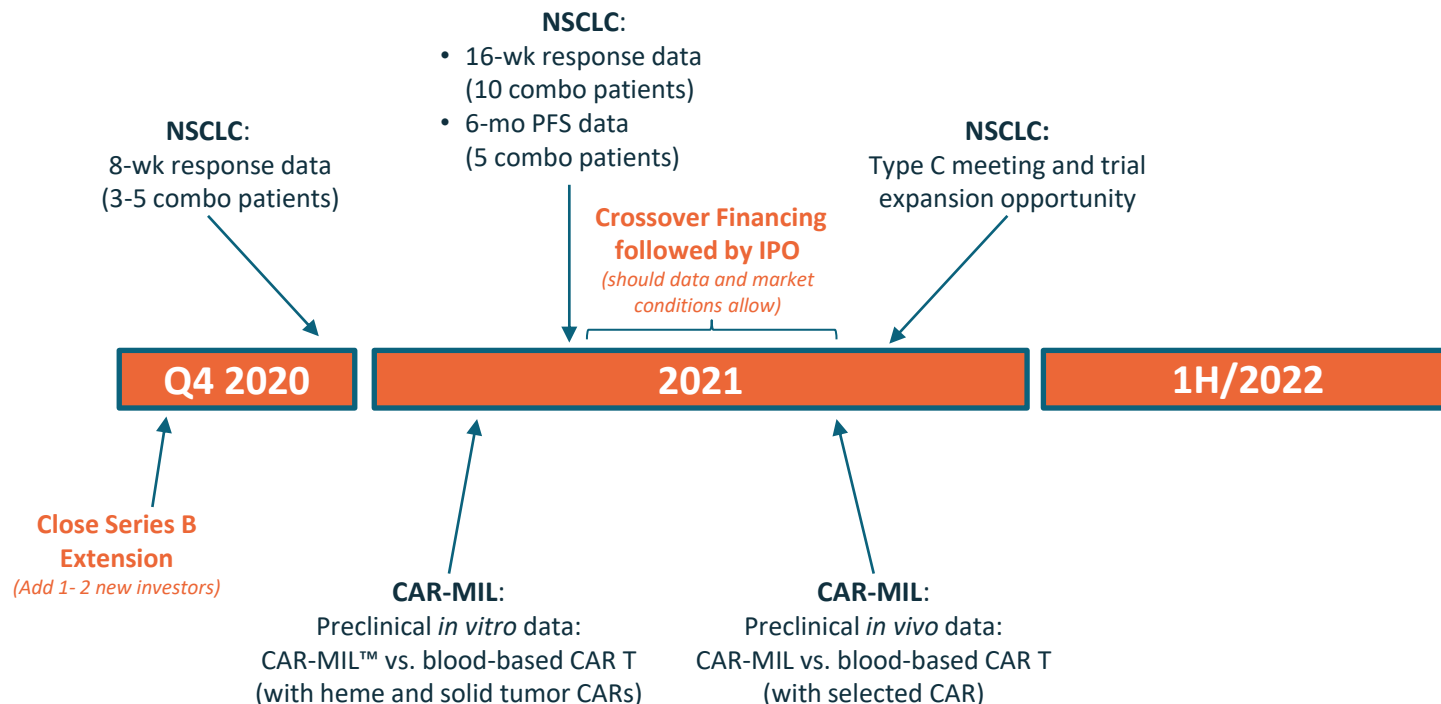 NSCLC:
• 16-wk response data
(10 combo patients)
• 6-mo PFS data
(5 combo patients)
NSCLC:
8-wk response data
(3-5 combo patients)
NSCLC:
Type C meeting and trial
expansion opportunity
Crossover Financing
followed by IPO
(should data and market
conditions allow)
Q4 2020
2021
1H/2022
Close Series B
Extension
(Add 1- 2 new investors)
CAR-MIL:
Preclinical in vitro data:
CAR-MIL™ vs. blood-based CAR T
(with heme and solid tumor CARs)
CAR-MIL:
Preclinical in vivo data:
CAR-MIL vs. blood-based CAR T
(with selected CAR)